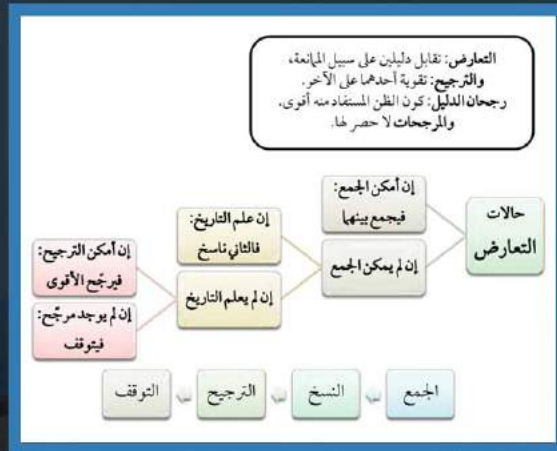 التعارض: تقابل دليلين على سبيل الممانعة،
والترجيح: تقوية أحدهما على الآخر.
رجحان الدليل: كون الظن المستفاد منه أقوى.
والمرجحات لا حصر لها.
حالات
التعارض
إن أمكن الجمع:
فيجمع بينهما
إن لم يمكن الجمع
إن علم التاريخ:
فالثاني ناسخ
إن لم يعلم التاريخ
إن أمكن الترجيح:
فيرجّح الأقوى
إن لم يوجد مرجّح:
فيتوقف
الجمع
النسخ
الترجيح
التوقف